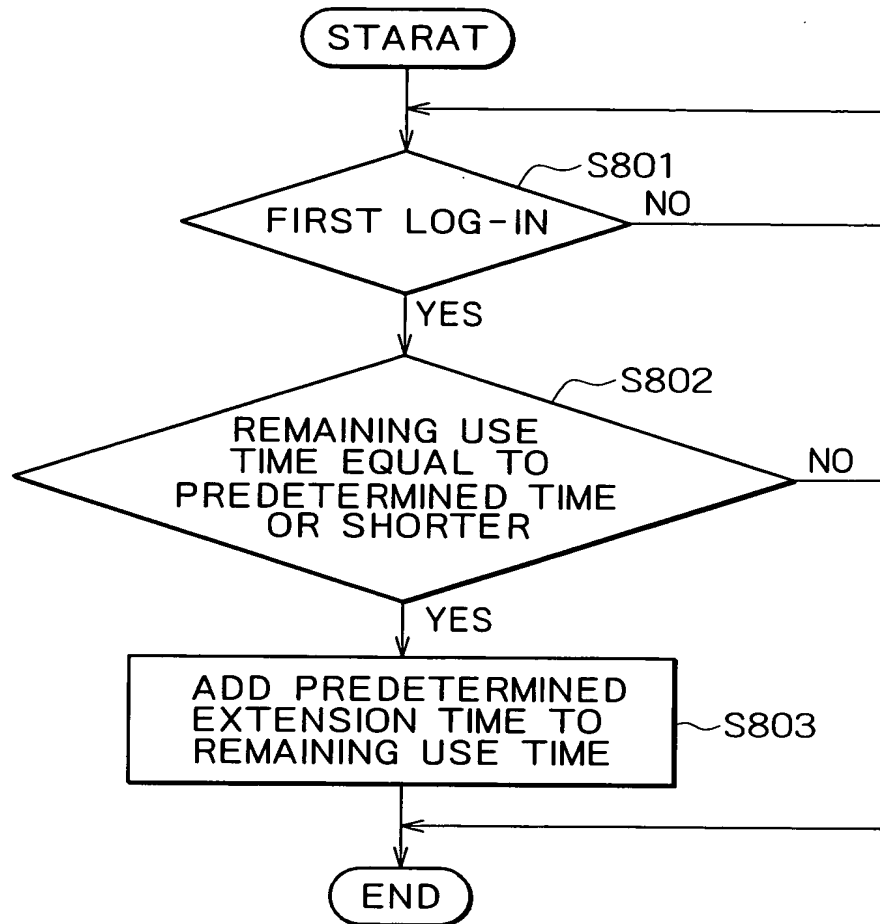 STARAT
S801
FIRST LOG-IN
NO
YES
S802
REMAINING USE
TIME EQUAL TO
PREDETERMINED TIME
OR SHORTER
NO
YES
ADD PREDETERMINED
EXTENSION TIME TO
REMAINING USE TIME
S803
END